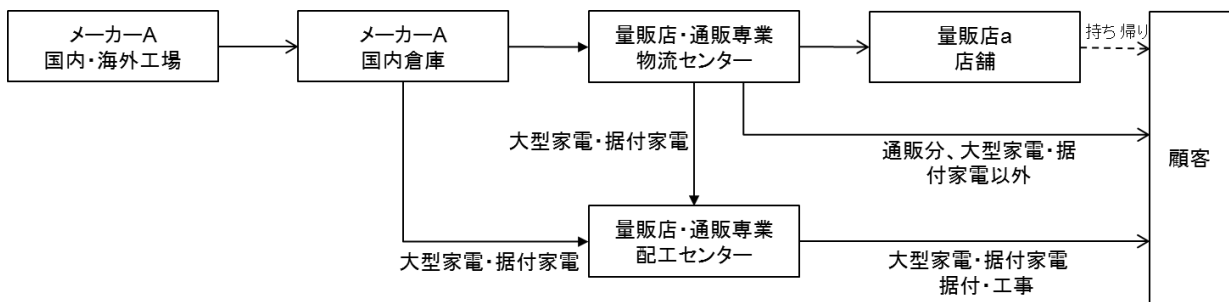 メーカーA
国内・海外工場
メーカーA
国内倉庫
量販店・通販専業
物流センター
量販店a
店舗
持ち帰り
顧客
大型家電・据付家電
通販分、大型家電・据
付家電以外
量販店・通販専業
配工センター
大型家電・据付家電
大型家電・据付家電
据付・工事